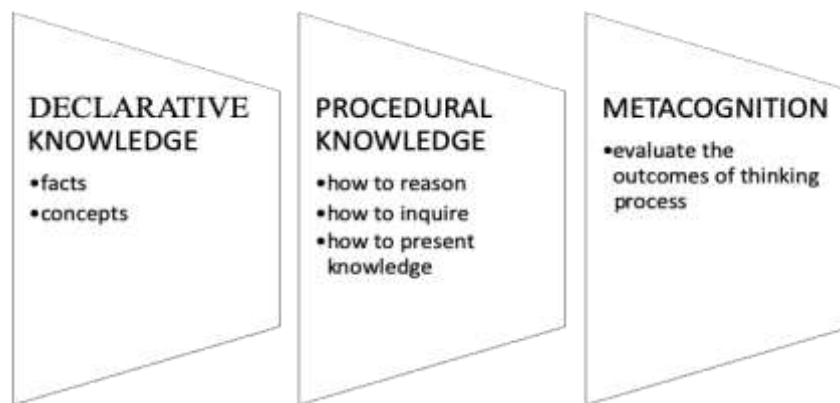 DECLARATIVE
KNOWLEDGE
•facts
•concepts
PROCEDURAL
KNOWLEDGE
•how to reason
•how to inquire
•how to present
knowledge
METACOGNITION
•evaluate the
outcomes of thinking
process